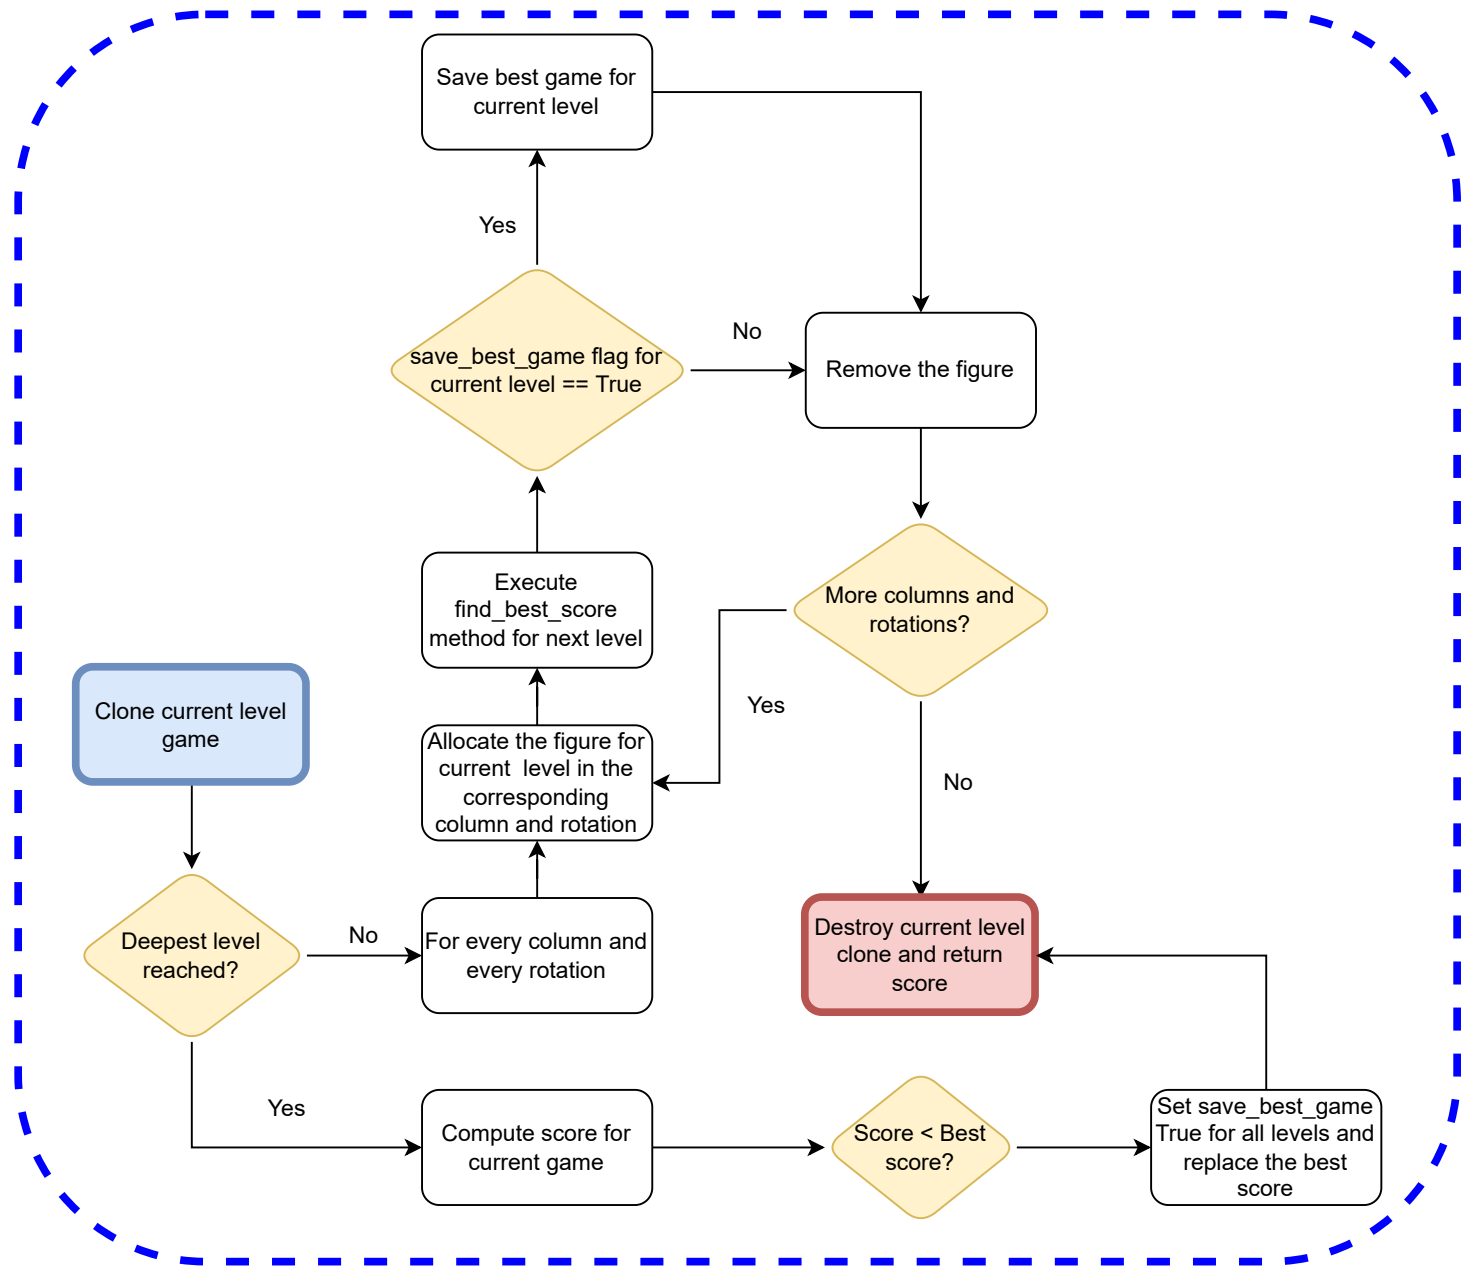 Save best game for
current level
Yes
save_best_game flag for
current level == True
No
Remove the figure
Execute
find_best_score
method for next level
More columns and
rotations?
Yes
Clone current level
game
Allocate the figure for
current  level in the
corresponding
column and rotation
No
Deepest level
reached?
No
For every column and
every rotation
Destroy current level
clone and return
score
Yes
Compute score for
current game
Score < Best
score?
Set save_best_game
True for all levels and
replace the best
score